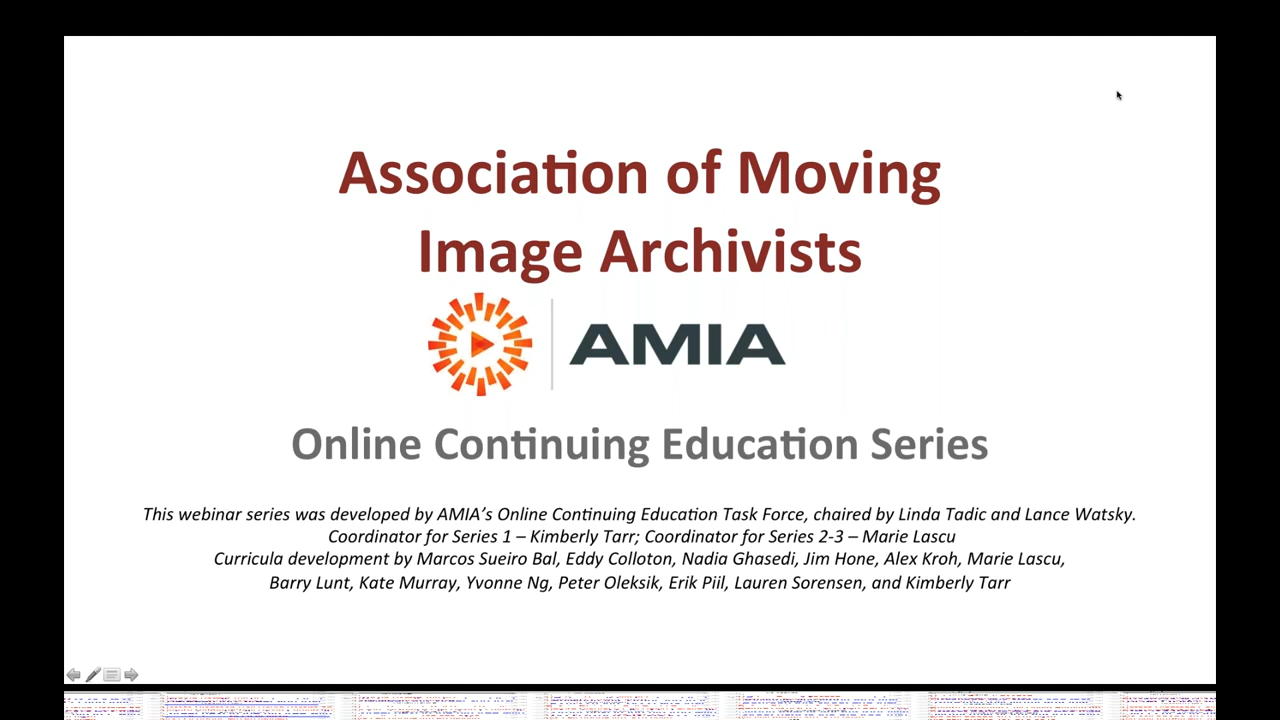 Association of Moving
Image Archivists
AMIA
Online Continuing Education Series
This webinar series was developed by AMIA's Online Continuing Education Task Force, chaired by Linda Tadic and Lance Watsky.
Coordinator for Series 1 – Kimberly Tarr; Coordinator for Series 2-3 – Marie Lascu
Curricula development by Marcos Sueiro Bal, Eddy Colloton, Nadia Ghasedi, Jim Hone, Alex Kroh, Marie Lascu,
Barry Lunt, Kate Murray, Yvonne Ng, Peter Oleksik, Erik Piil, Lauren Sorensen, and Kimberly Tarr